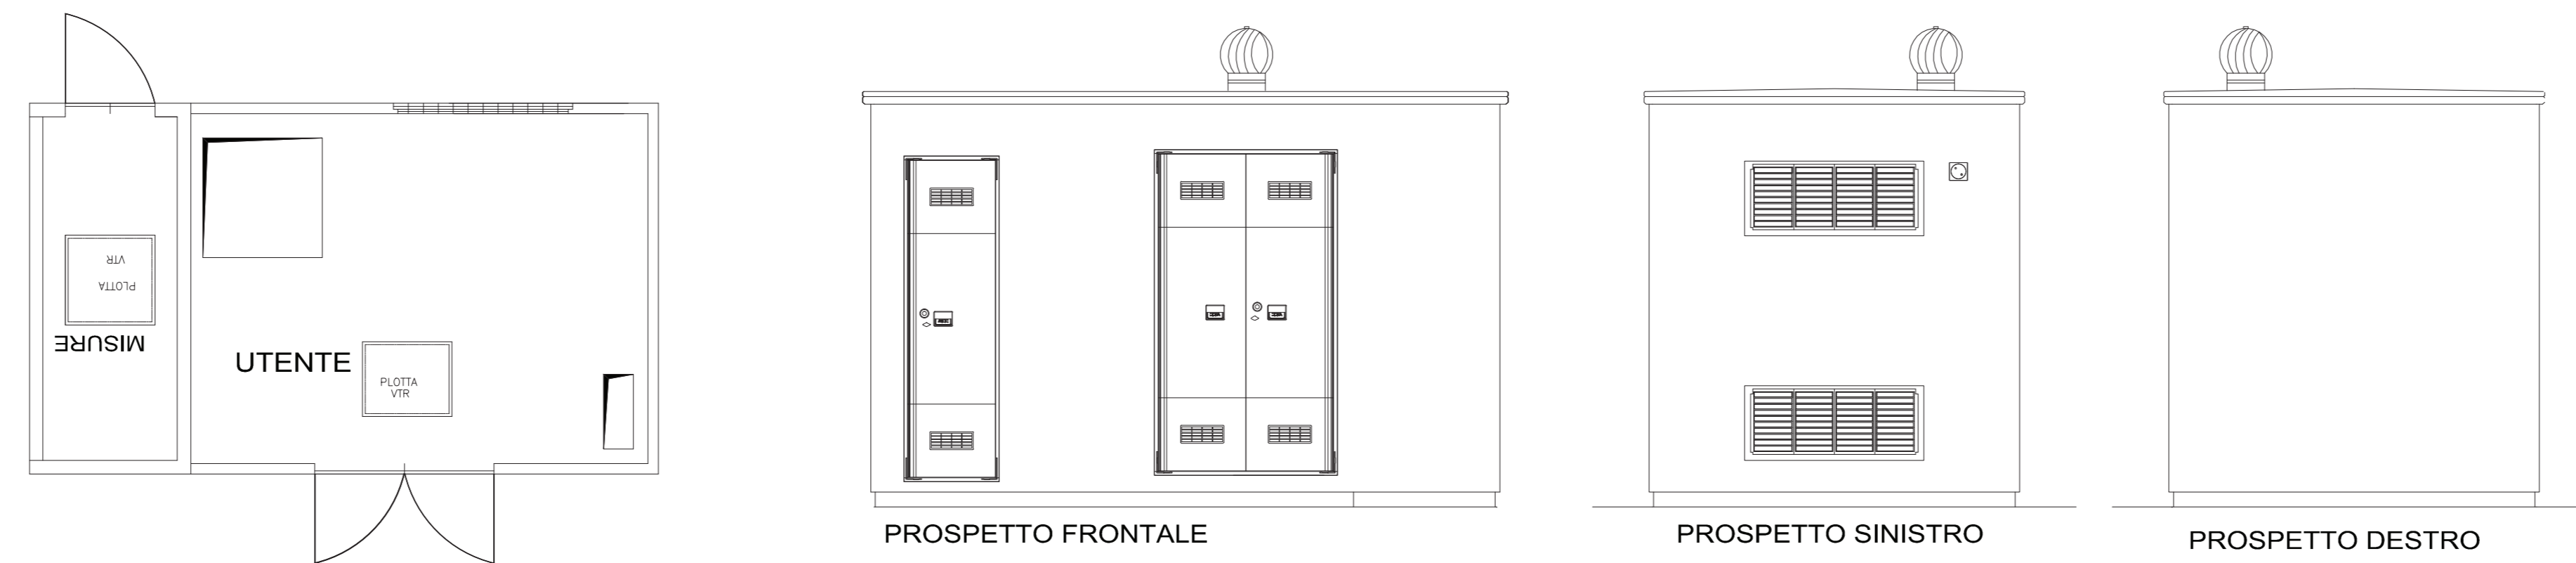 VTR
PLOTTA
MISURE
UTENTE
PLOTTA
VTR
PROSPETTO FRONTALE
PROSPETTO SINISTRO
PROSPETTO DESTRO